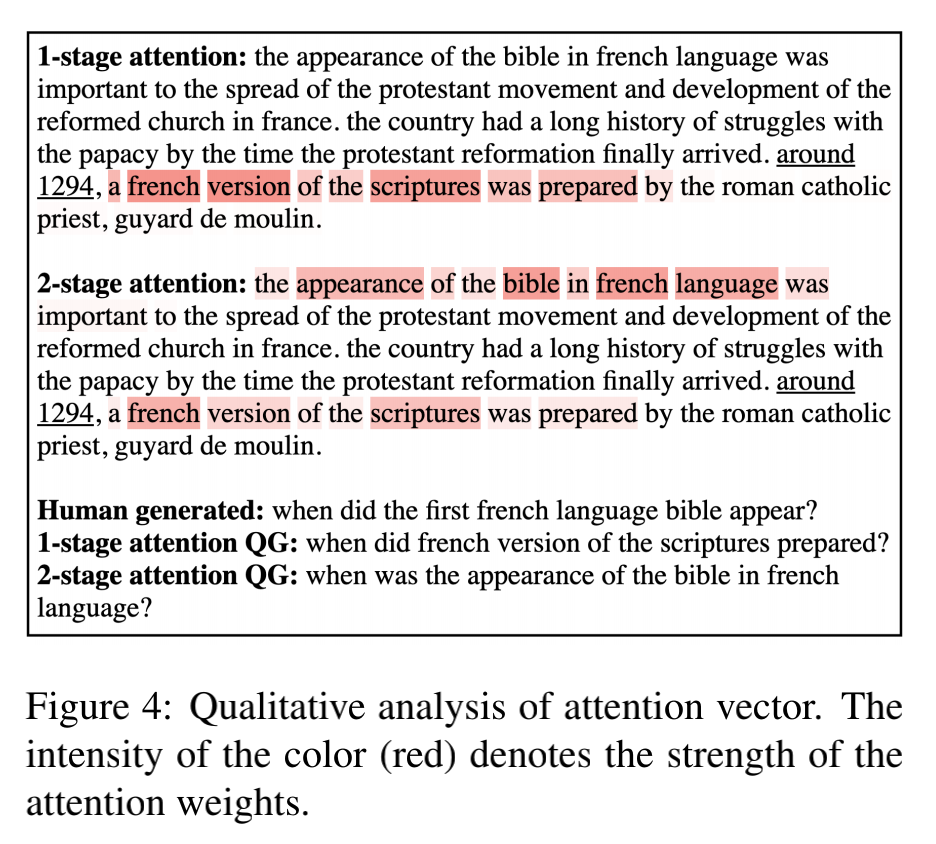 1-stage attention: the appearance of the bible in french language was
important to the spread of the protestant movement and development of the
reformed church in france. the country had a long history of struggles with
the papacy by the time the protestant reformation finally arrived. around
1294, a french version of the scriptures was prepared by the roman catholic
priest, guyard de moulin.
2-stage attention: the appearance of the bible in french language was
important to the spread of the protestant movement and development of the
reformed church in france. the country had a long history of struggles with
the papacy by the time the protestant reformation finally arrived. around
1294, a french version of the scriptures was prepared by the roman catholic
priest, guyard de moulin.
Human generated: when did the first french language bible appear?
1-stage attention QG: when did french version of the scriptures prepared?
2-stage attention QG: when was the appearance of the bible in french
language?
Figure 4: Qualitative analysis of attention vector. The
intensity of the color (red) denotes the strength of the
attention weights.